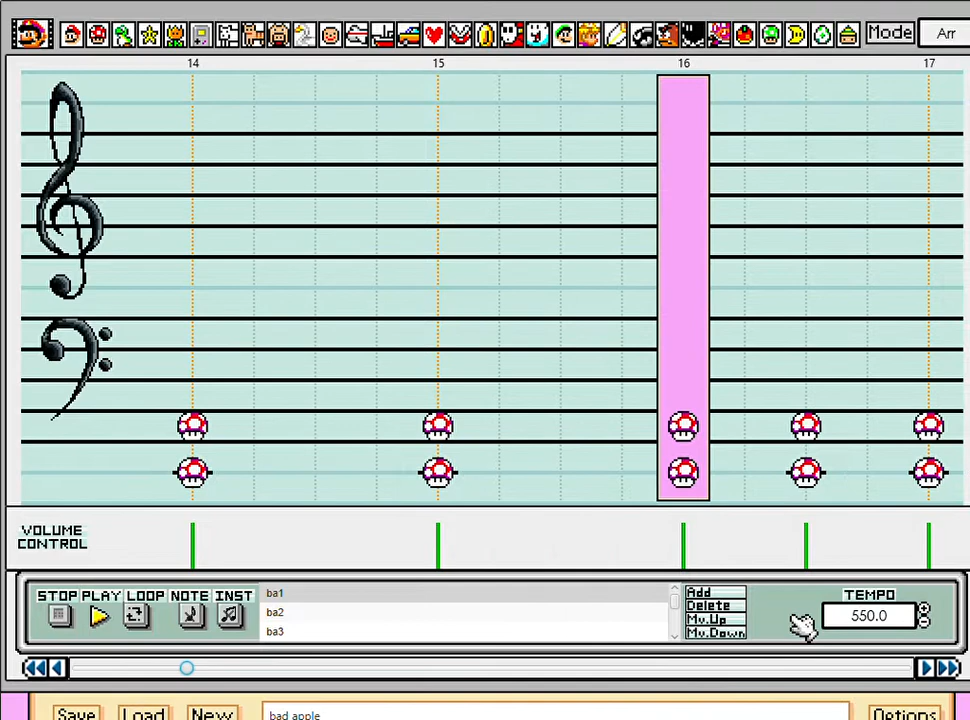 Mode Arr
14 15 16 17
VOLUME
CONTROL
STOP PLAY LOOP NOTE INST
ba1
ba2
ba3
Add
Delete
Mv.Up
Mv.Down
TEMPO
550.0
Save Load New bad apple Options